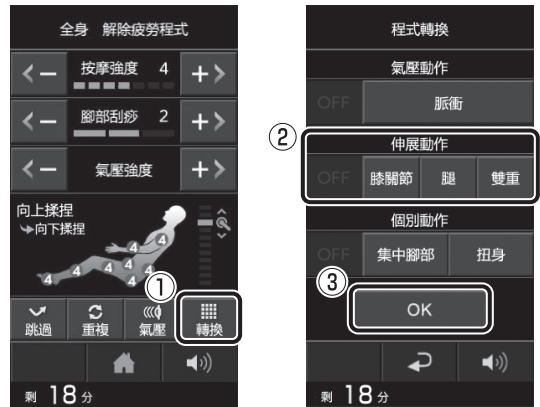 全身 解除疲勞程式
按摩強度 4
腳部刮痧 2
氣壓強度
向上揉捏
向下揉捏
4
4
4
4
4
4
4
①
跳過
重複
氣壓
轉換
剩 18 分
程式轉換
氣壓動作
OFF
脈衝
②
伸展動作
OFF
膝關節
腿
雙重
個別動作
OFF
集中腳部
扭身
③
OK
剩 18 分